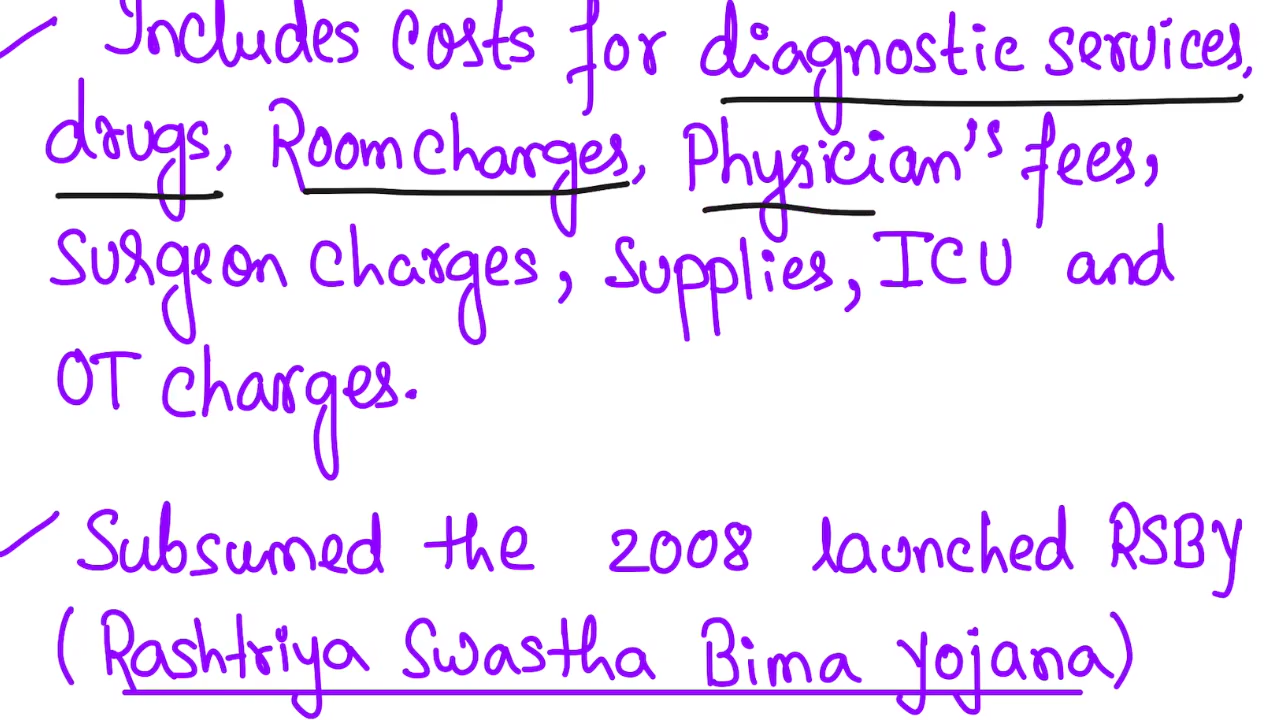 Includes costs for diagnostic services,
drugs, Room charges, Physician"s fees,
Surgeon charges, Supplies, ICU and
OT charges.
Subsumed the 2008 launched RSBY
(Rashtriya Swastha Bima Yojana)